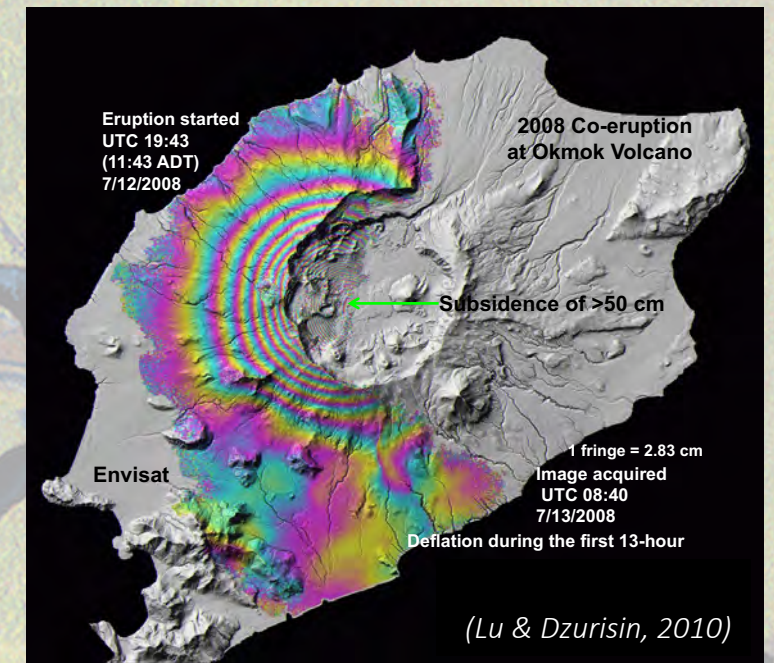 Eruption started
UTC 19:43
(11:43 ADT)
7/12/2008
2008 Co-eruption
at Okmok Volcano
Subsidence of >50 cm
Envisat
1 fringe = 2.83 cm
Image acquired
UTC 08:40
7/13/2008
Deflation during the first 13-hour
(Lu & Dzurisin, 2010)